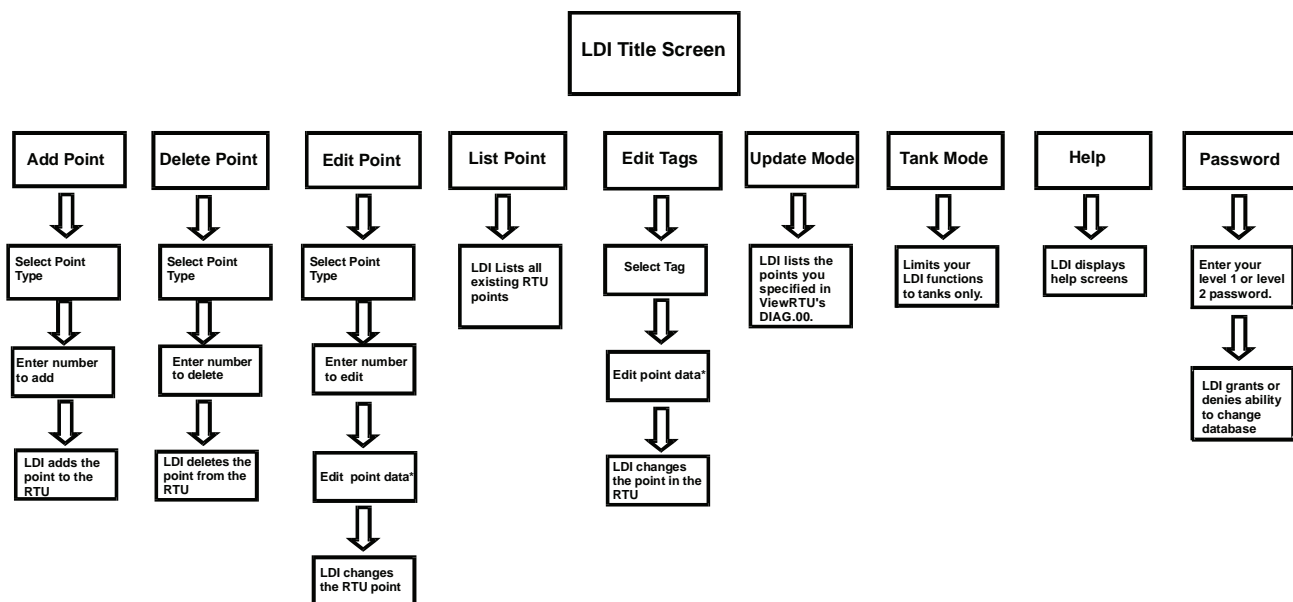 LDI Title Screen
Add Point
Delete Point
Edit Point
List Point
Edit Tags
Update Mode
Tank Mode
Help
Password
Select Point
Type
Select Point
Type
Select Point
Type
LDI Lists all
existing RTU
points
Select Tag
LDI lists the
points you
specified in
ViewRTU's
DIAG.00.
Limits your
LDI functions
to tanks only.
LDI displays
help screens
Enter your
level 1 or level
2 password.
Enter number
to add
Enter number
to delete
Enter number
to edit
Edit point data*
LDI grants or
denies ability
to change
database
LDI adds the
point to the
RTU
LDI deletes the
point from the
RTU
Edit point data*
LDI changes
the point in the
RTU
LDI changes
the RTU point